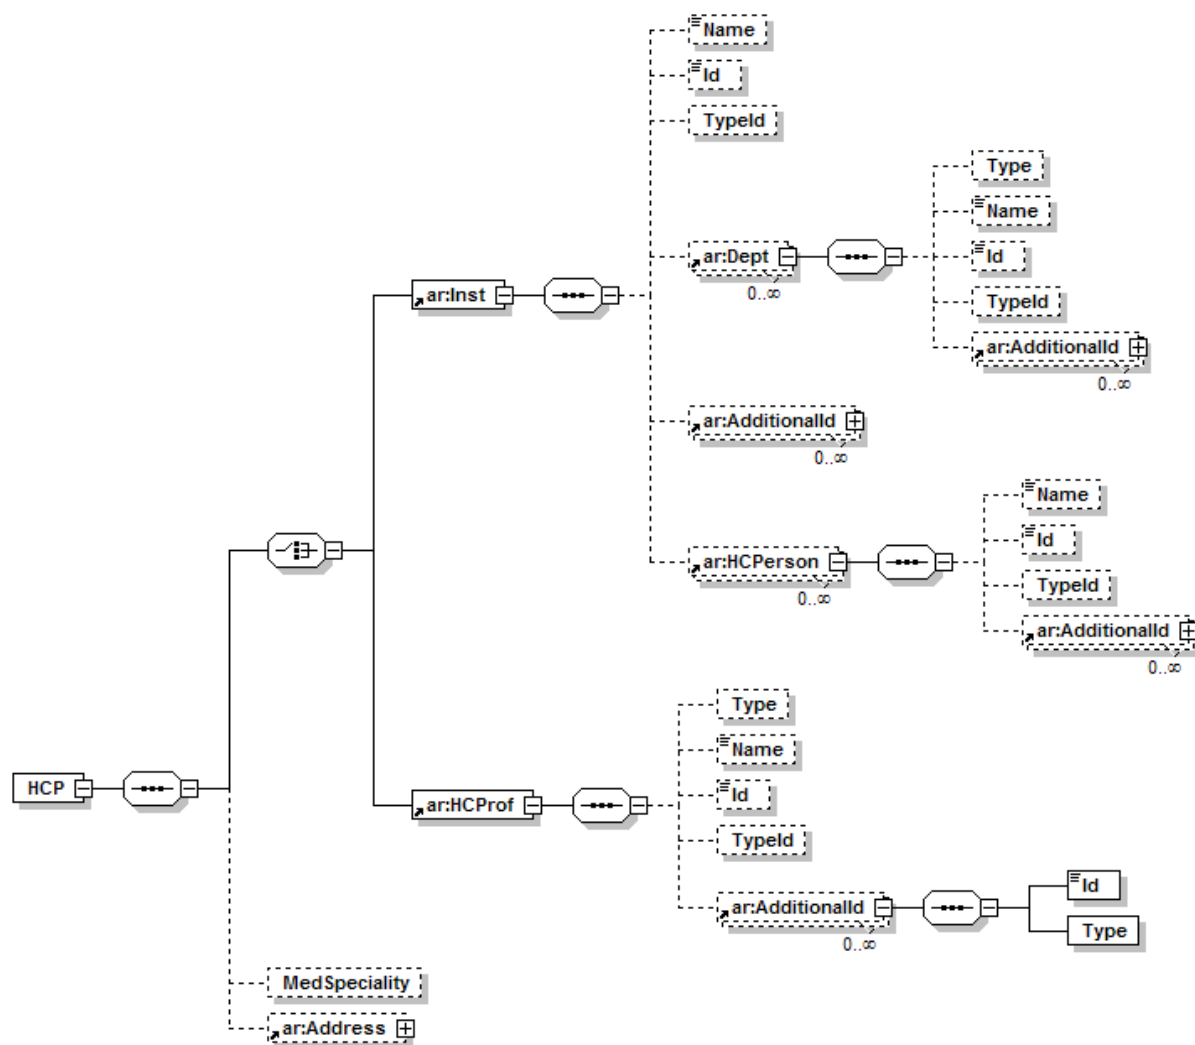 Name
Id
TypeId
Type
Name
ar:Dept
Id
0..∞
ar:Inst
TypeId
ar:AdditionalId
0..∞
ar:AdditionalId
0..∞
Name
Id
ar:HCPerson
TypeId
0..∞
ar:AdditionalId
0..∞
Type
Name
HCP
Id
ar:HCProf
TypeId
Id
ar:AdditionalId
Type
0..∞
MedSpeciality
ar:Address